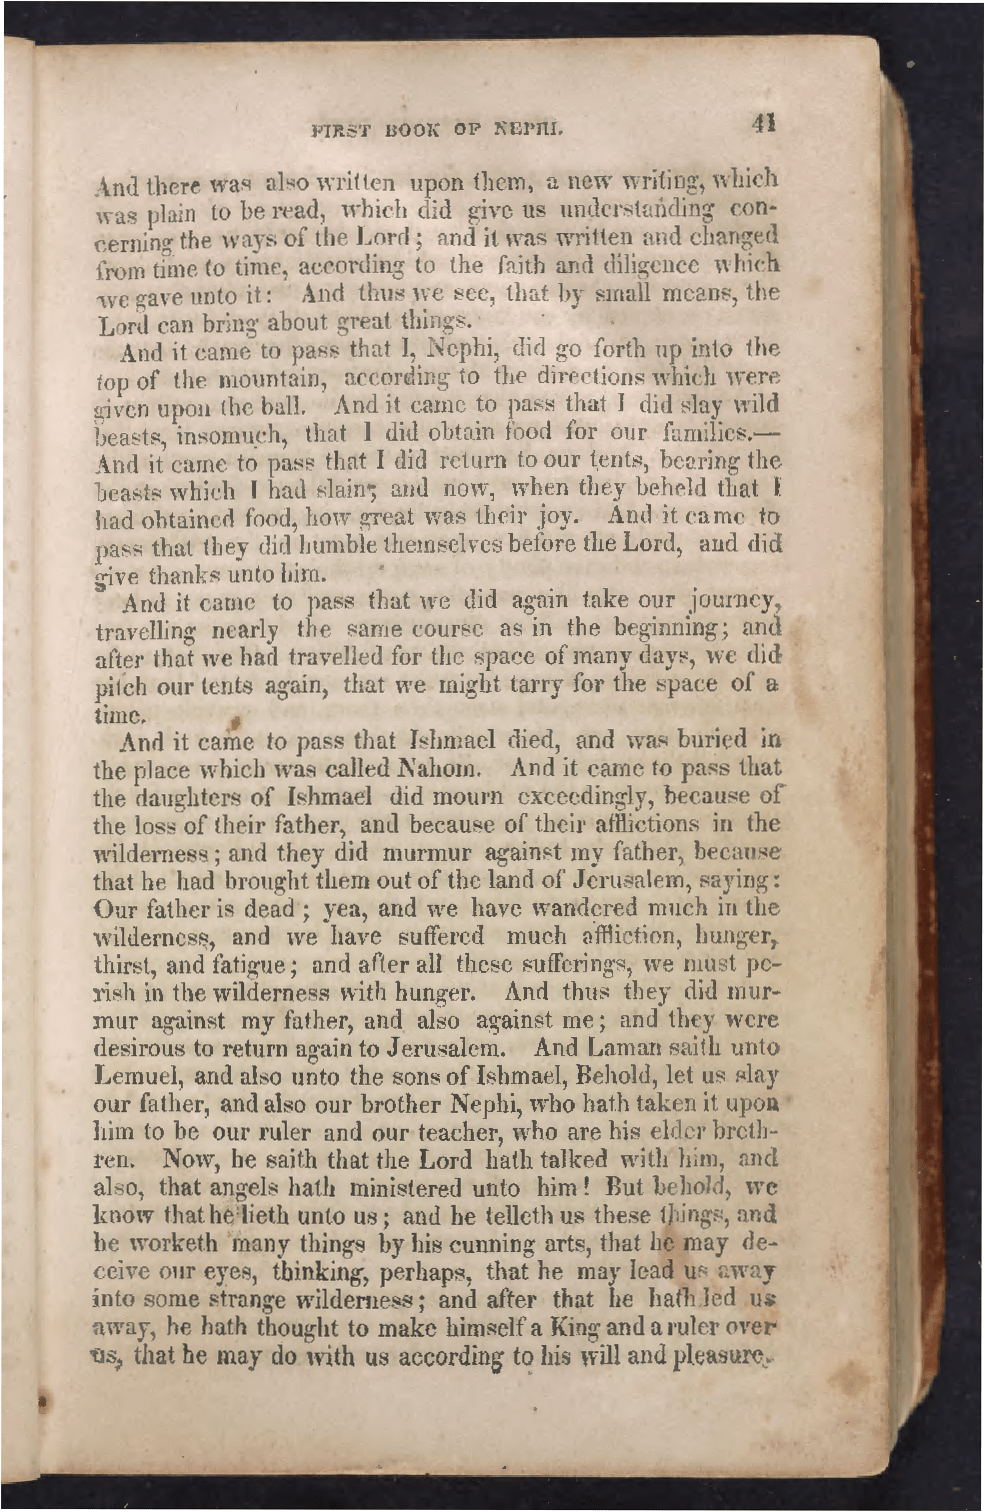 FIRST BOOK OF NEPHI. 41
And there was also written upon them, a new writing, which
was plain to be read, which did give us understanding con-
cerning the ways of the Lord; and it was written and changed
from time to time, according to the faith and diligence which
we gave unto it: And thus we see, that by small means, the
Lord can bring about great things.
And it came to pass that I, Nephi, did go forth up into the
top of the mountain, according to the directions which were
given upon the ball. And it came to pass that I did slay wild
beasts, insomuch, that I did obtain food for our families.—
And it came to pass that I did return to our tents, bearing the
beasts which I had slain; and now, when they beheld that I
had obtained food, how great was their joy. And it came to
pass that they did humble themselves before the Lord, and did
give thanks unto him.
And it came to pass that we did again take our journey,
travelling nearly the same course as in the beginning; and
after that we had travelled for the space of many days, we did
pitch our tents again, that we might tarry for the space of a
time.
And it came to pass that Ishmael died, and was buried in
the place which was called Nahom. And it came to pass that
the daughters of Ishmael did mourn exceedingly, because of
the loss of their father, and because of their afflictions in the
wilderness; and they did murmur against my father, because
that he had brought them out of the land of Jerusalem, saying:
Our father is dead; yea, and we have wandered much in the
wilderness, and we have suffered much affliction, hunger,
thirst, and fatigue; and after all these sufferings, we must pe-
rish in the wilderness with hunger. And thus they did mur-
mur against my father, and also against me; and they were
desirous to return again to Jerusalem. And Laman saith unto
Lemuel, and also unto the sons of Ishmael, Behold, let us slay
our father, and also our brother Nephi, who hath taken it upon
him to be our ruler and our teacher, who are his elder breth-
ren. Now, he saith that the Lord hath talked with him, and
also, that angels hath ministered unto him! But behold, we
know that he lieth unto us; and he telleth us these things, and
he worketh many things by his cunning arts, that he may de-
ceive our eyes, thinking, perhaps, that he may lead us away
into some strange wilderness; and after that he hath led us
away, he hath thought to make himself a King and a ruler over
us, that he may do with us according to his will and pleasure.